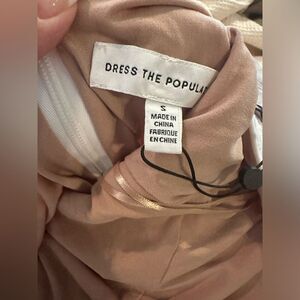 DRESS THE POPULA
S
MADE IN
CHINA
FABRIQUE
EN CHINE